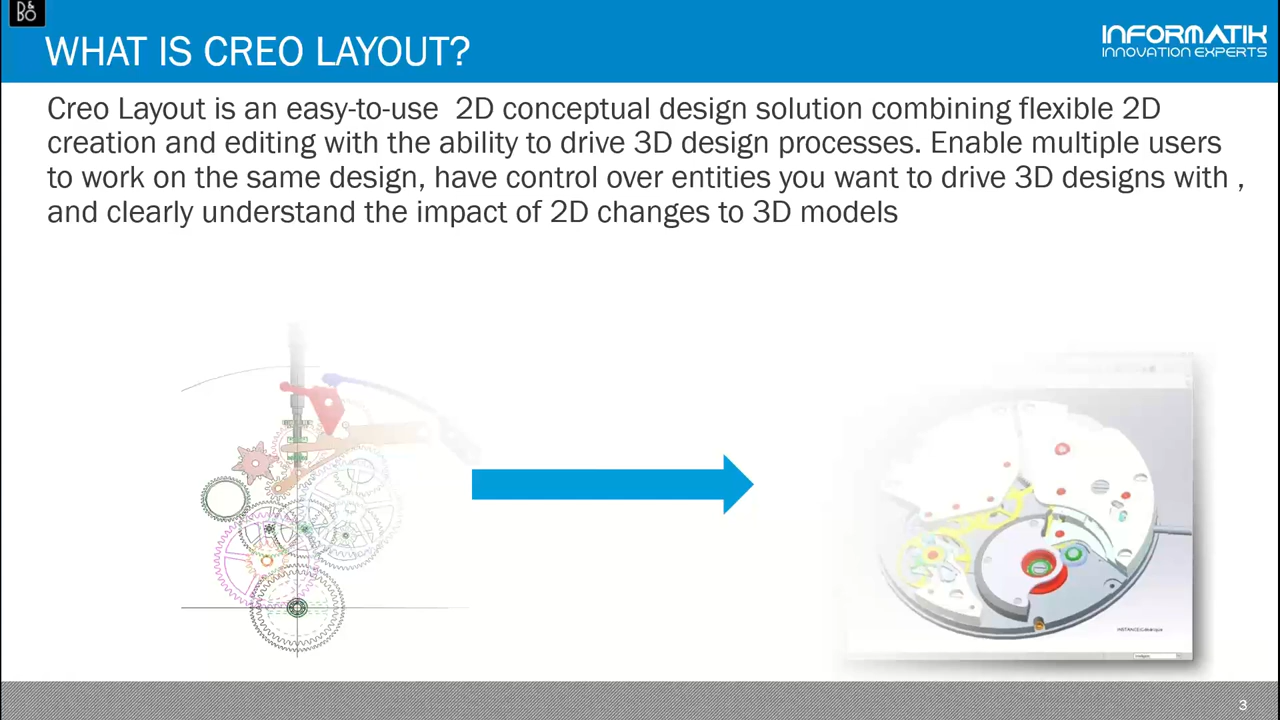 B&O
WHAT IS CREO LAYOUT?
INFORMATIK
INNOVATION EXPERTS
Creo Layout is an easy-to-use  2D conceptual design solution combining flexible 2D
creation and editing with the ability to drive 3D design processes. Enable multiple users
to work on the same design, have control over entities you want to drive 3D designs with ,
and clearly understand the impact of 2D changes to 3D models
3